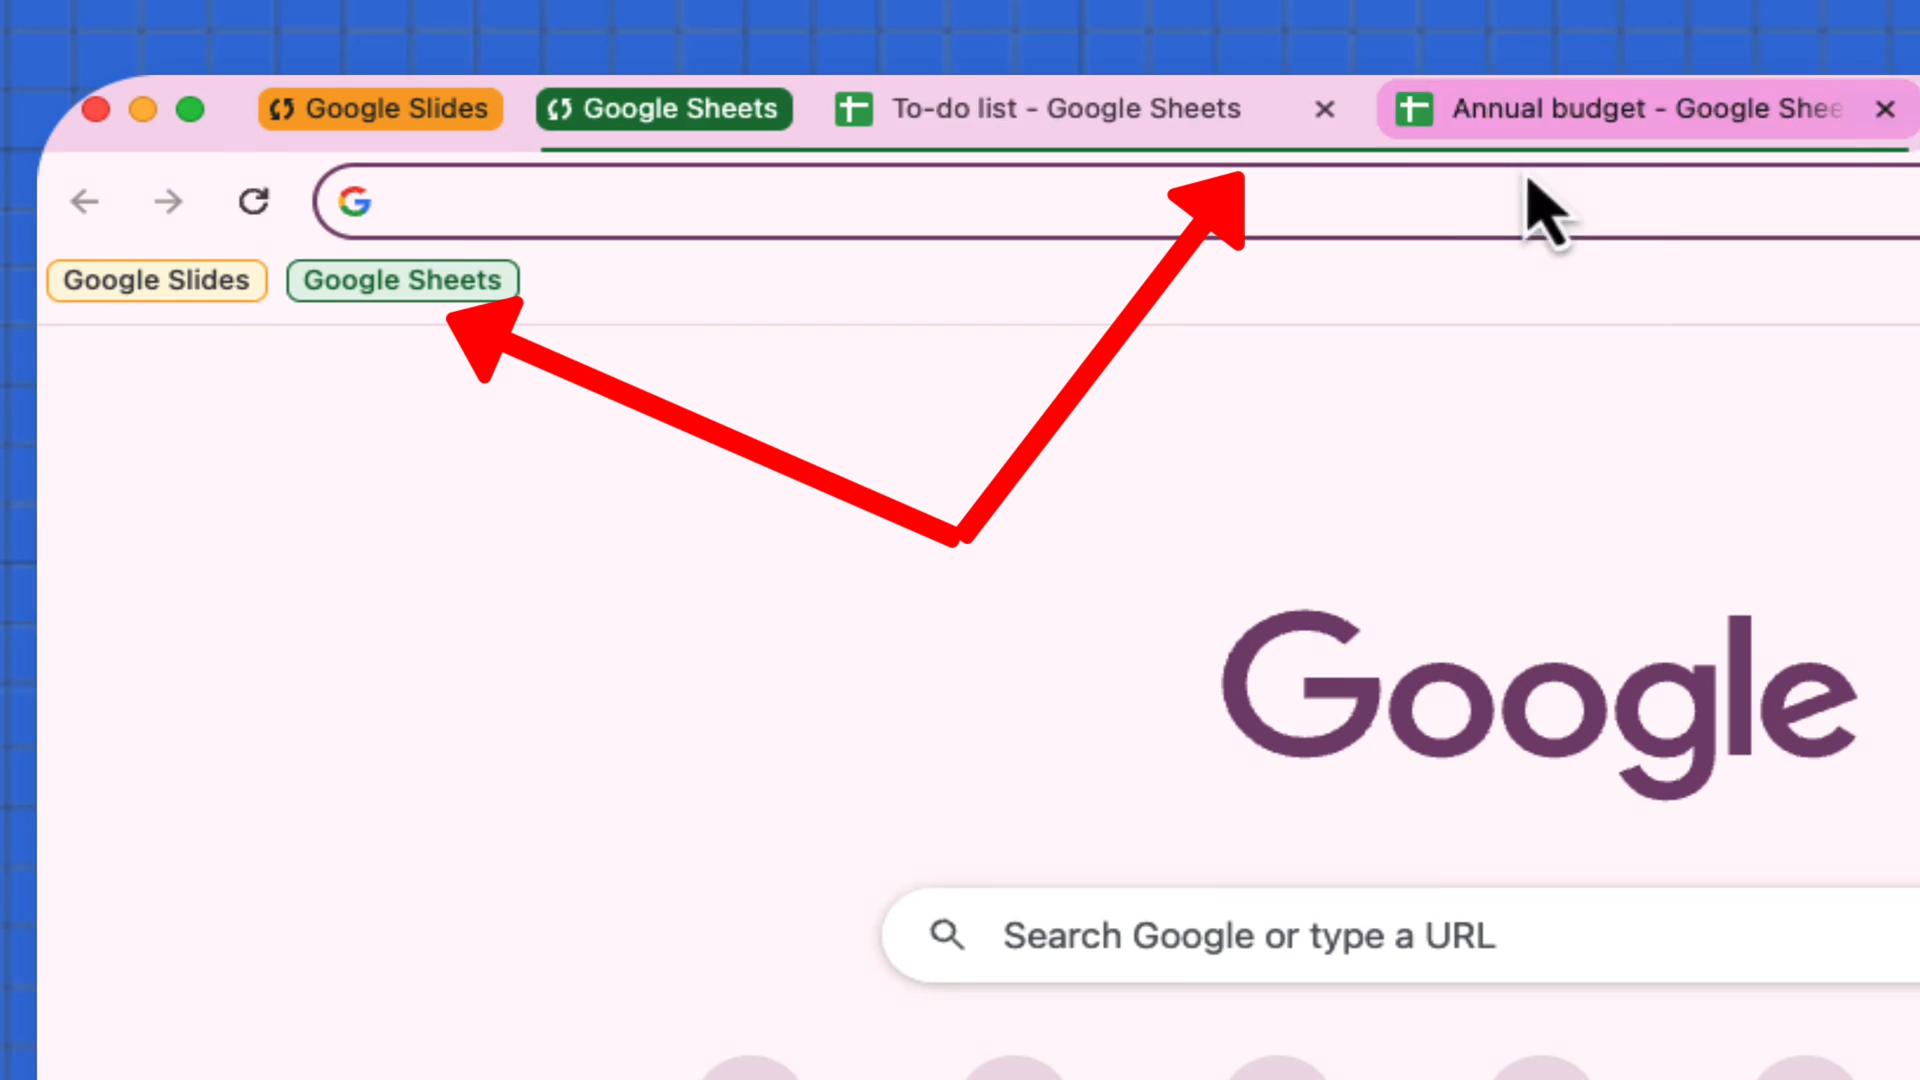 Google Slides
Google Sheets
To-do list - Google Sheets
Annual budget - Google Shee
Google Slides
Google Sheets
Google
Search Google or type a URL